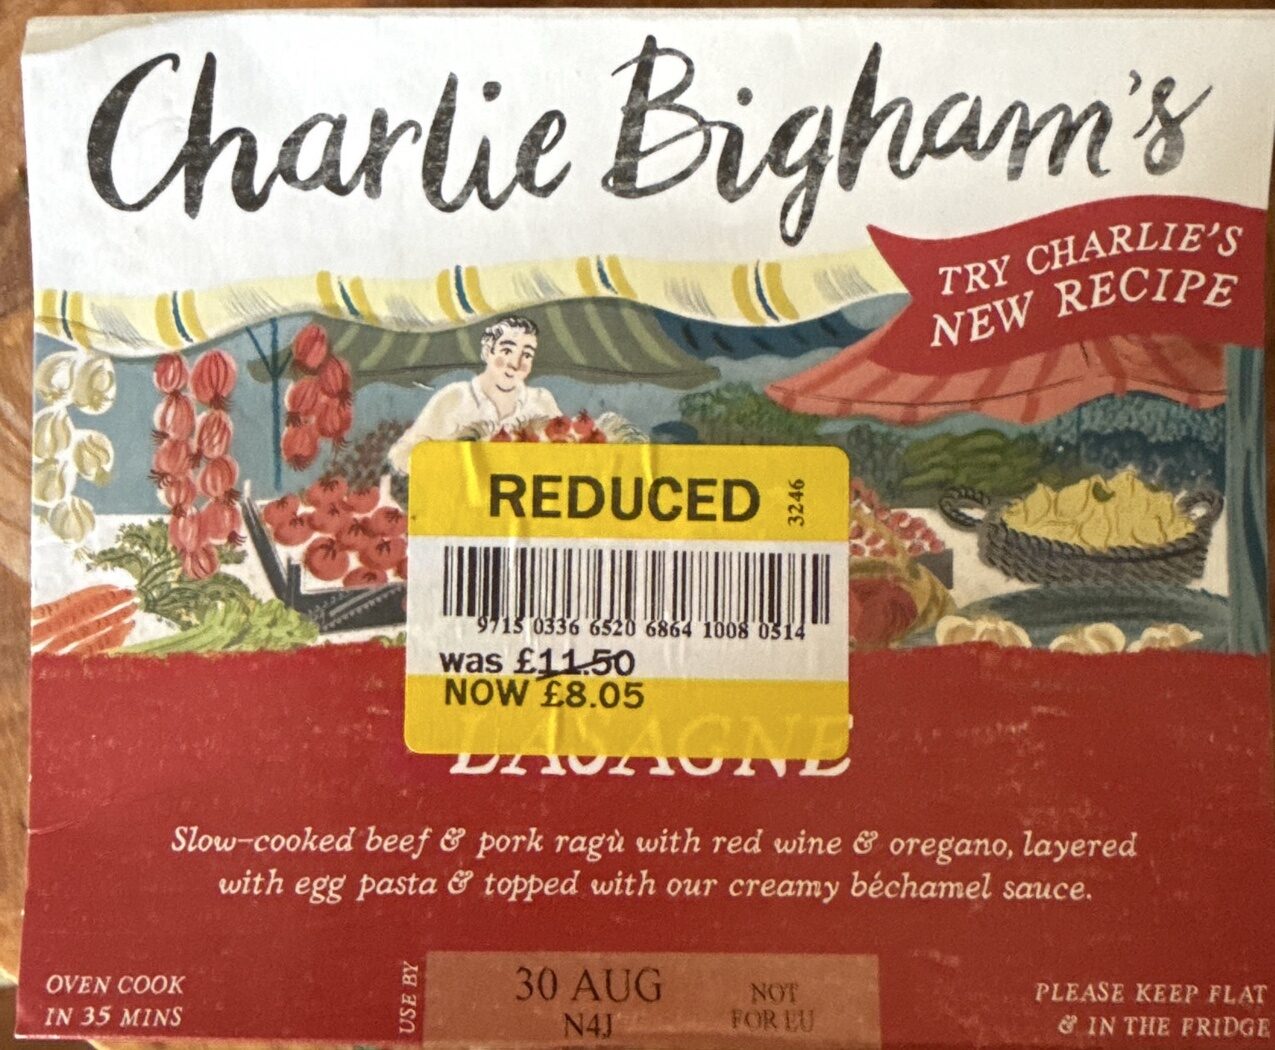 Charlie Bigham's
TRY CHARLIE'S
NEW RECIPE
REDUCED
3246
9715 0336 6520 6864 1008 0514
was £11.50
NOW £8.05
LASAGNE
Slow-cooked beef & pork ragù with red wine & oregano, layered
with egg pasta & topped with our creamy béchamel sauce.
OVEN COOK
IN 35 MINS
USE BY
30 AUG
N4J
NOT
FOR EU
PLEASE KEEP FLAT
& IN THE FRIDGE